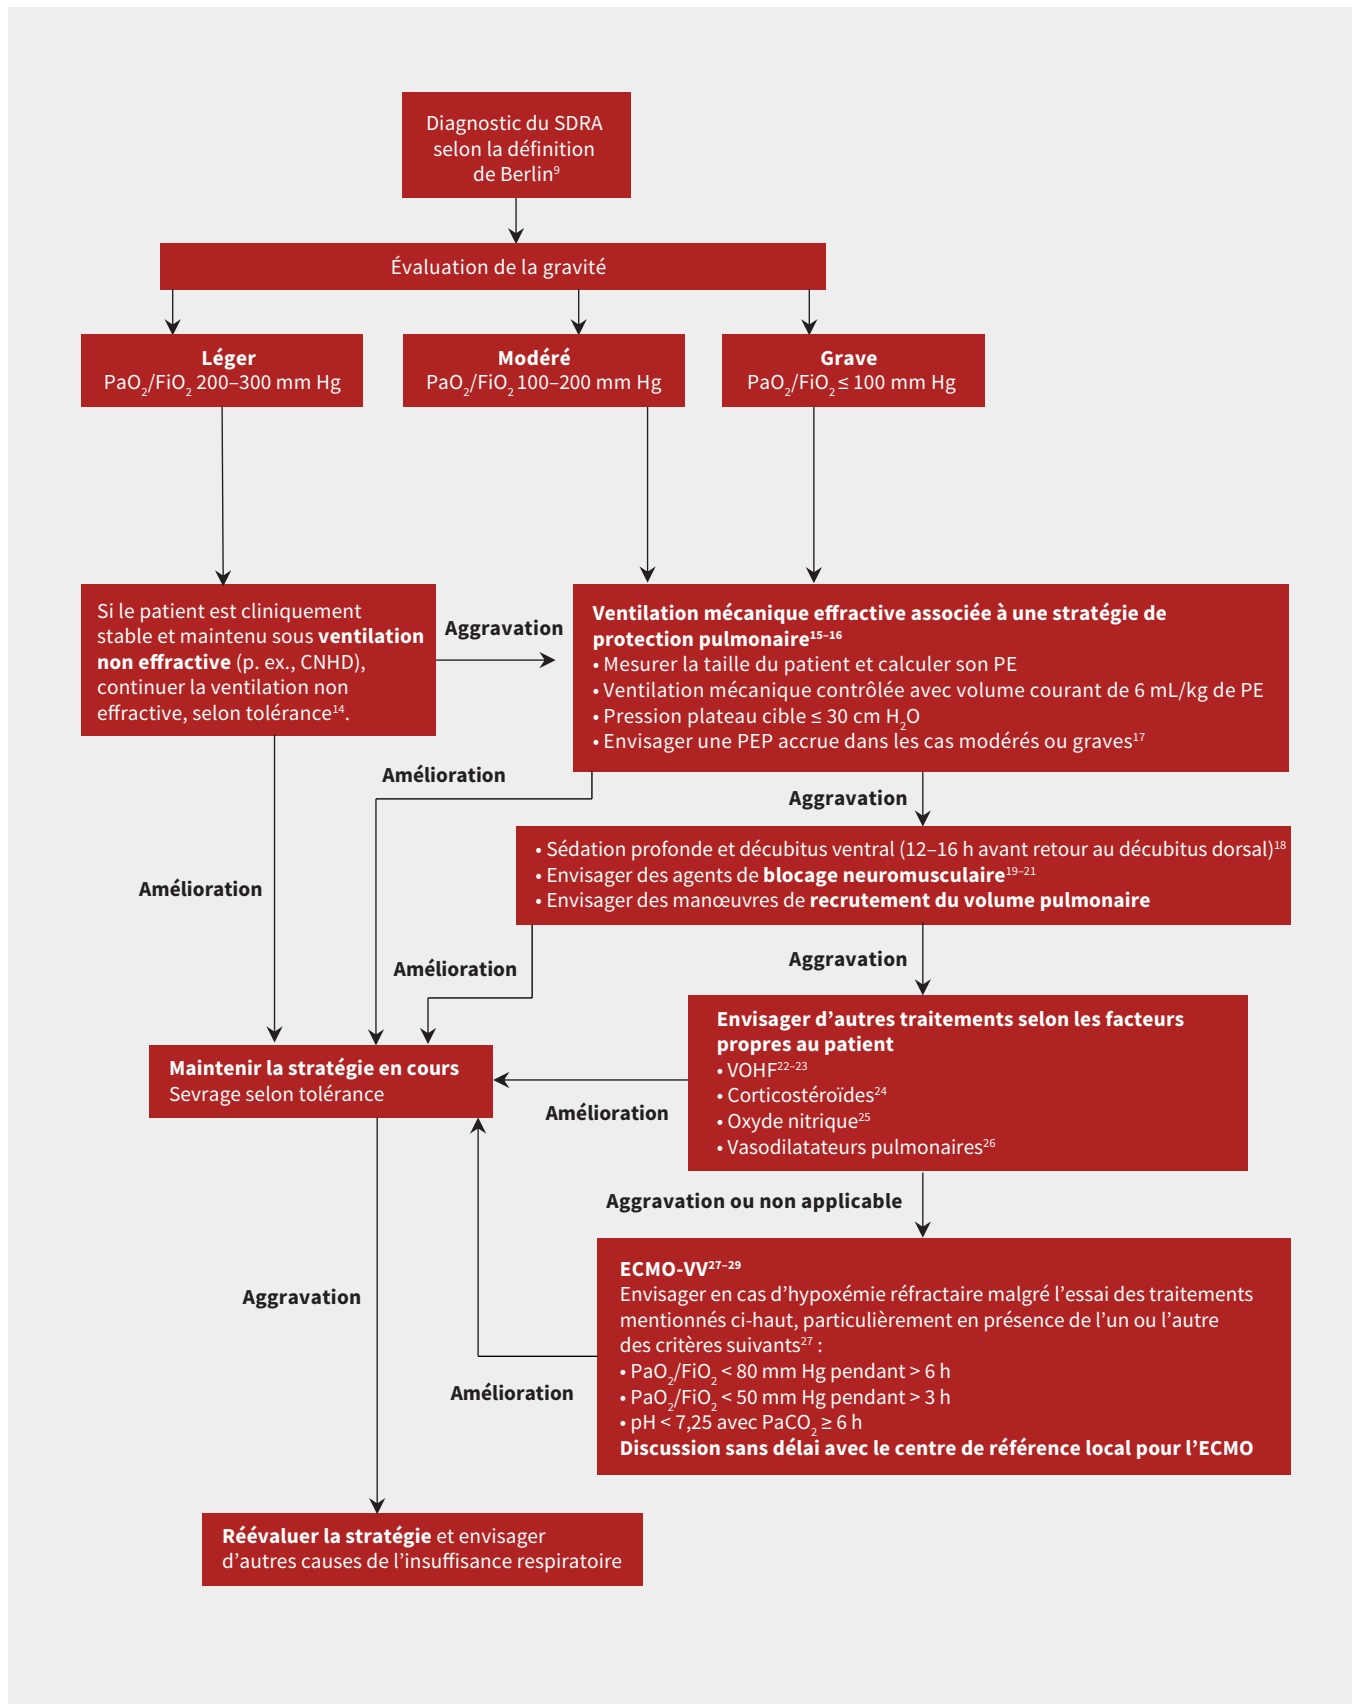 Diagnostic du SDRA
selon la définition
de Berlin⁹
Évaluation de la gravité
Léger
PaO₂/FiO₂ 200–300 mm Hg
Modéré
PaO₂/FiO₂ 100–200 mm Hg
Grave
PaO₂/FiO₂ ≤ 100 mm Hg
Si le patient est cliniquement
stable et maintenu sous ventilation
non effractive (p. ex., CNHD),
continuer la ventilation non
effractive, selon tolérance¹⁴.
Aggravation
Ventilation mécanique effractive associée à une stratégie de
protection pulmonaire¹⁵⁻¹⁶
• Mesurer la taille du patient et calculer son PE
• Ventilation mécanique contrôlée avec volume courant de 6 mL/kg de PE
• Pression plateau cible ≤ 30 cm H₂O
• Envisager une PEP accrue dans les cas modérés ou graves¹⁷
Amélioration
Aggravation
• Sédation profonde et décubitus ventral (12–16 h avant retour au décubitus dorsal)¹⁸
• Envisager des agents de blocage neuromusculaire¹⁹⁻²¹
• Envisager des manœuvres de recrutement du volume pulmonaire
Amélioration
Amélioration
Aggravation
Envisager d’autres traitements selon les facteurs
propres au patient
• VOHF²²⁻²³
• Corticostéroïdes²⁴
• Oxyde nitrique²⁵
• Vasodilatateurs pulmonaires²⁶
Maintenir la stratégie en cours
Sevrage selon tolérance
Amélioration
Aggravation ou non applicable
ECMO-VV²⁷⁻²⁹
Envisager en cas d’hypoxémie réfractaire malgré l’essai des traitements
mentionnés ci-haut, particulièrement en présence de l’un ou l’autre
des critères suivants²⁷ :
• PaO₂/FiO₂ < 80 mm Hg pendant > 6 h
• PaO₂/FiO₂ < 50 mm Hg pendant > 3 h
• pH < 7,25 avec PaCO₂ ≥ 6 h
Discussion sans délai avec le centre de référence local pour l’ECMO
Aggravation
Amélioration
Réévaluer la stratégie et envisager
d’autres causes de l’insuffisance respiratoire